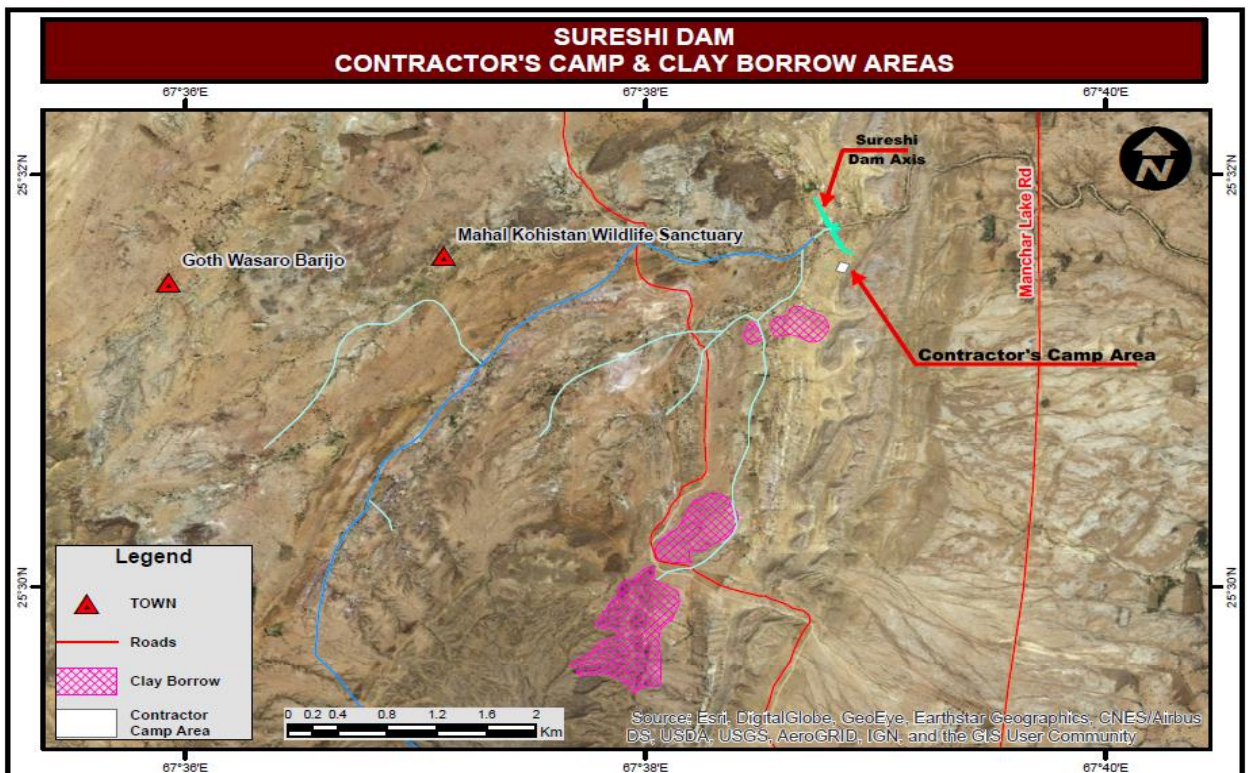 SURESHI DAM
CONTRACTOR'S CAMP & CLAY BORROW AREAS
67°36'E
67°38'E
67°40'E
25°32'N
25°32'N
Sureshi
Dam Axis
N
Manchar Lake Rd
Mahal Kohistan Wildlife Sanctuary
Goth Wasaro Barijo
Contractor's Camp Area
25°30'N
25°30'N
Legend
TOWN
Roads
Clay Borrow
Contractor
Camp Area
0 0.2 0.4 0.8 1.2 1.6 2
Km
Source: Esri, DigitalGlobe, GeoEye, Earthstar Geographics, CNES/Airbus
DS, USDA, USGS, AeroGRID, IGN, and the GIS User Community
67°36'E
67°38'E
67°40'E